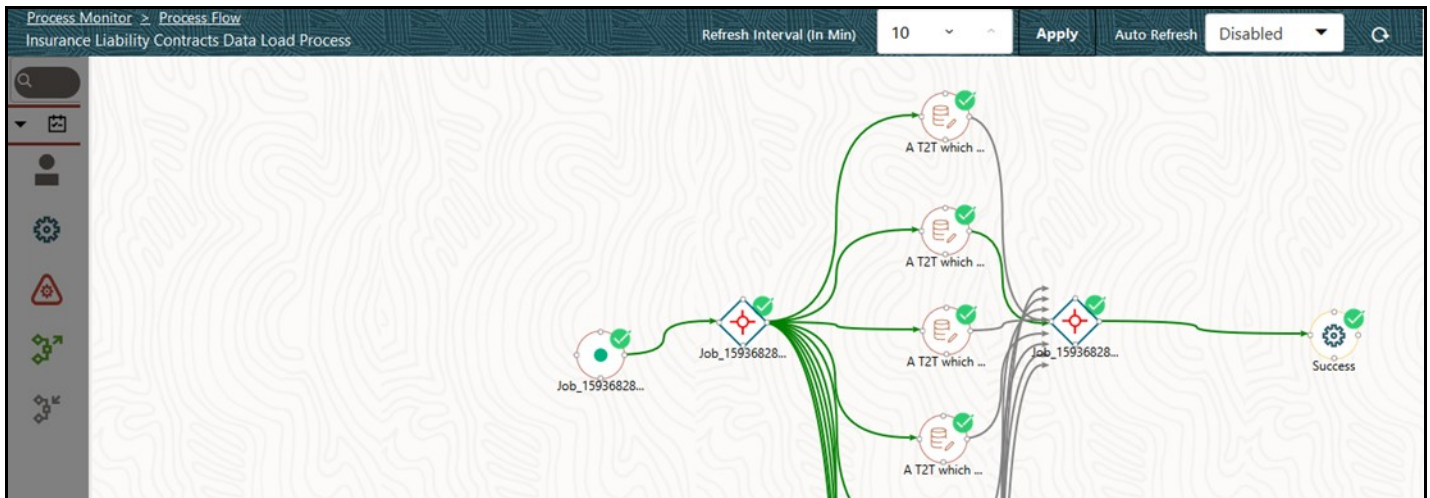 Process Monitor > Process Flow
Insurance Liability Contracts Data Load Process
Refresh Interval (In Min)
10
Apply
Auto Refresh
Disabled
A T2T which ...
A T2T which ...
Job_15936828...
A T2T which ...
Job_15936828...
Success
Job_15936828...
A T2T which ...